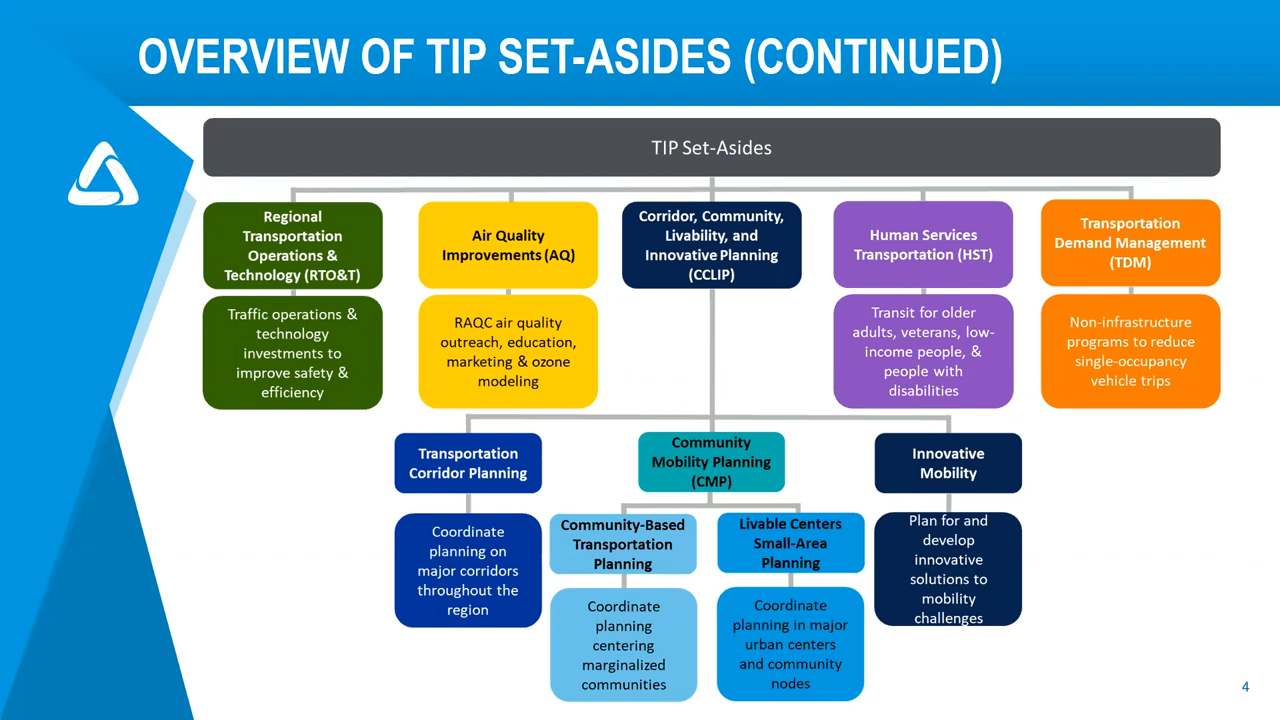 OVERVIEW OF TIP SET-ASIDES (CONTINUED)
TIP Set-Asides
Regional
Transportation
Operations &
Technology (RTO&T)
Traffic operations &
technology
investments to
improve safety &
efficiency
Air Quality
Improvements (AQ)
RAQC air quality
outreach, education,
marketing & ozone
modeling
Corridor, Community,
Livability, and
Innovative Planning
(CCLIP)
Human Services
Transportation (HST)
Transit for older
adults, veterans, low-
income people, &
people with
disabilities
Transportation
Demand Management
(TDM)
Non-infrastructure
programs to reduce
single-occupancy
vehicle trips
Transportation
Corridor Planning
Coordinate
planning on
major corridors
throughout the
region
Community
Mobility Planning
(CMP)
Community-Based
Transportation
Planning
Coordinate
planning
centering
marginalized
communities
Livable Centers
Small-Area
Planning
Coordinate
planning in major
urban centers
and community
nodes
Innovative
Mobility
Plan for and
develop
innovative
solutions to
mobility
challenges
4